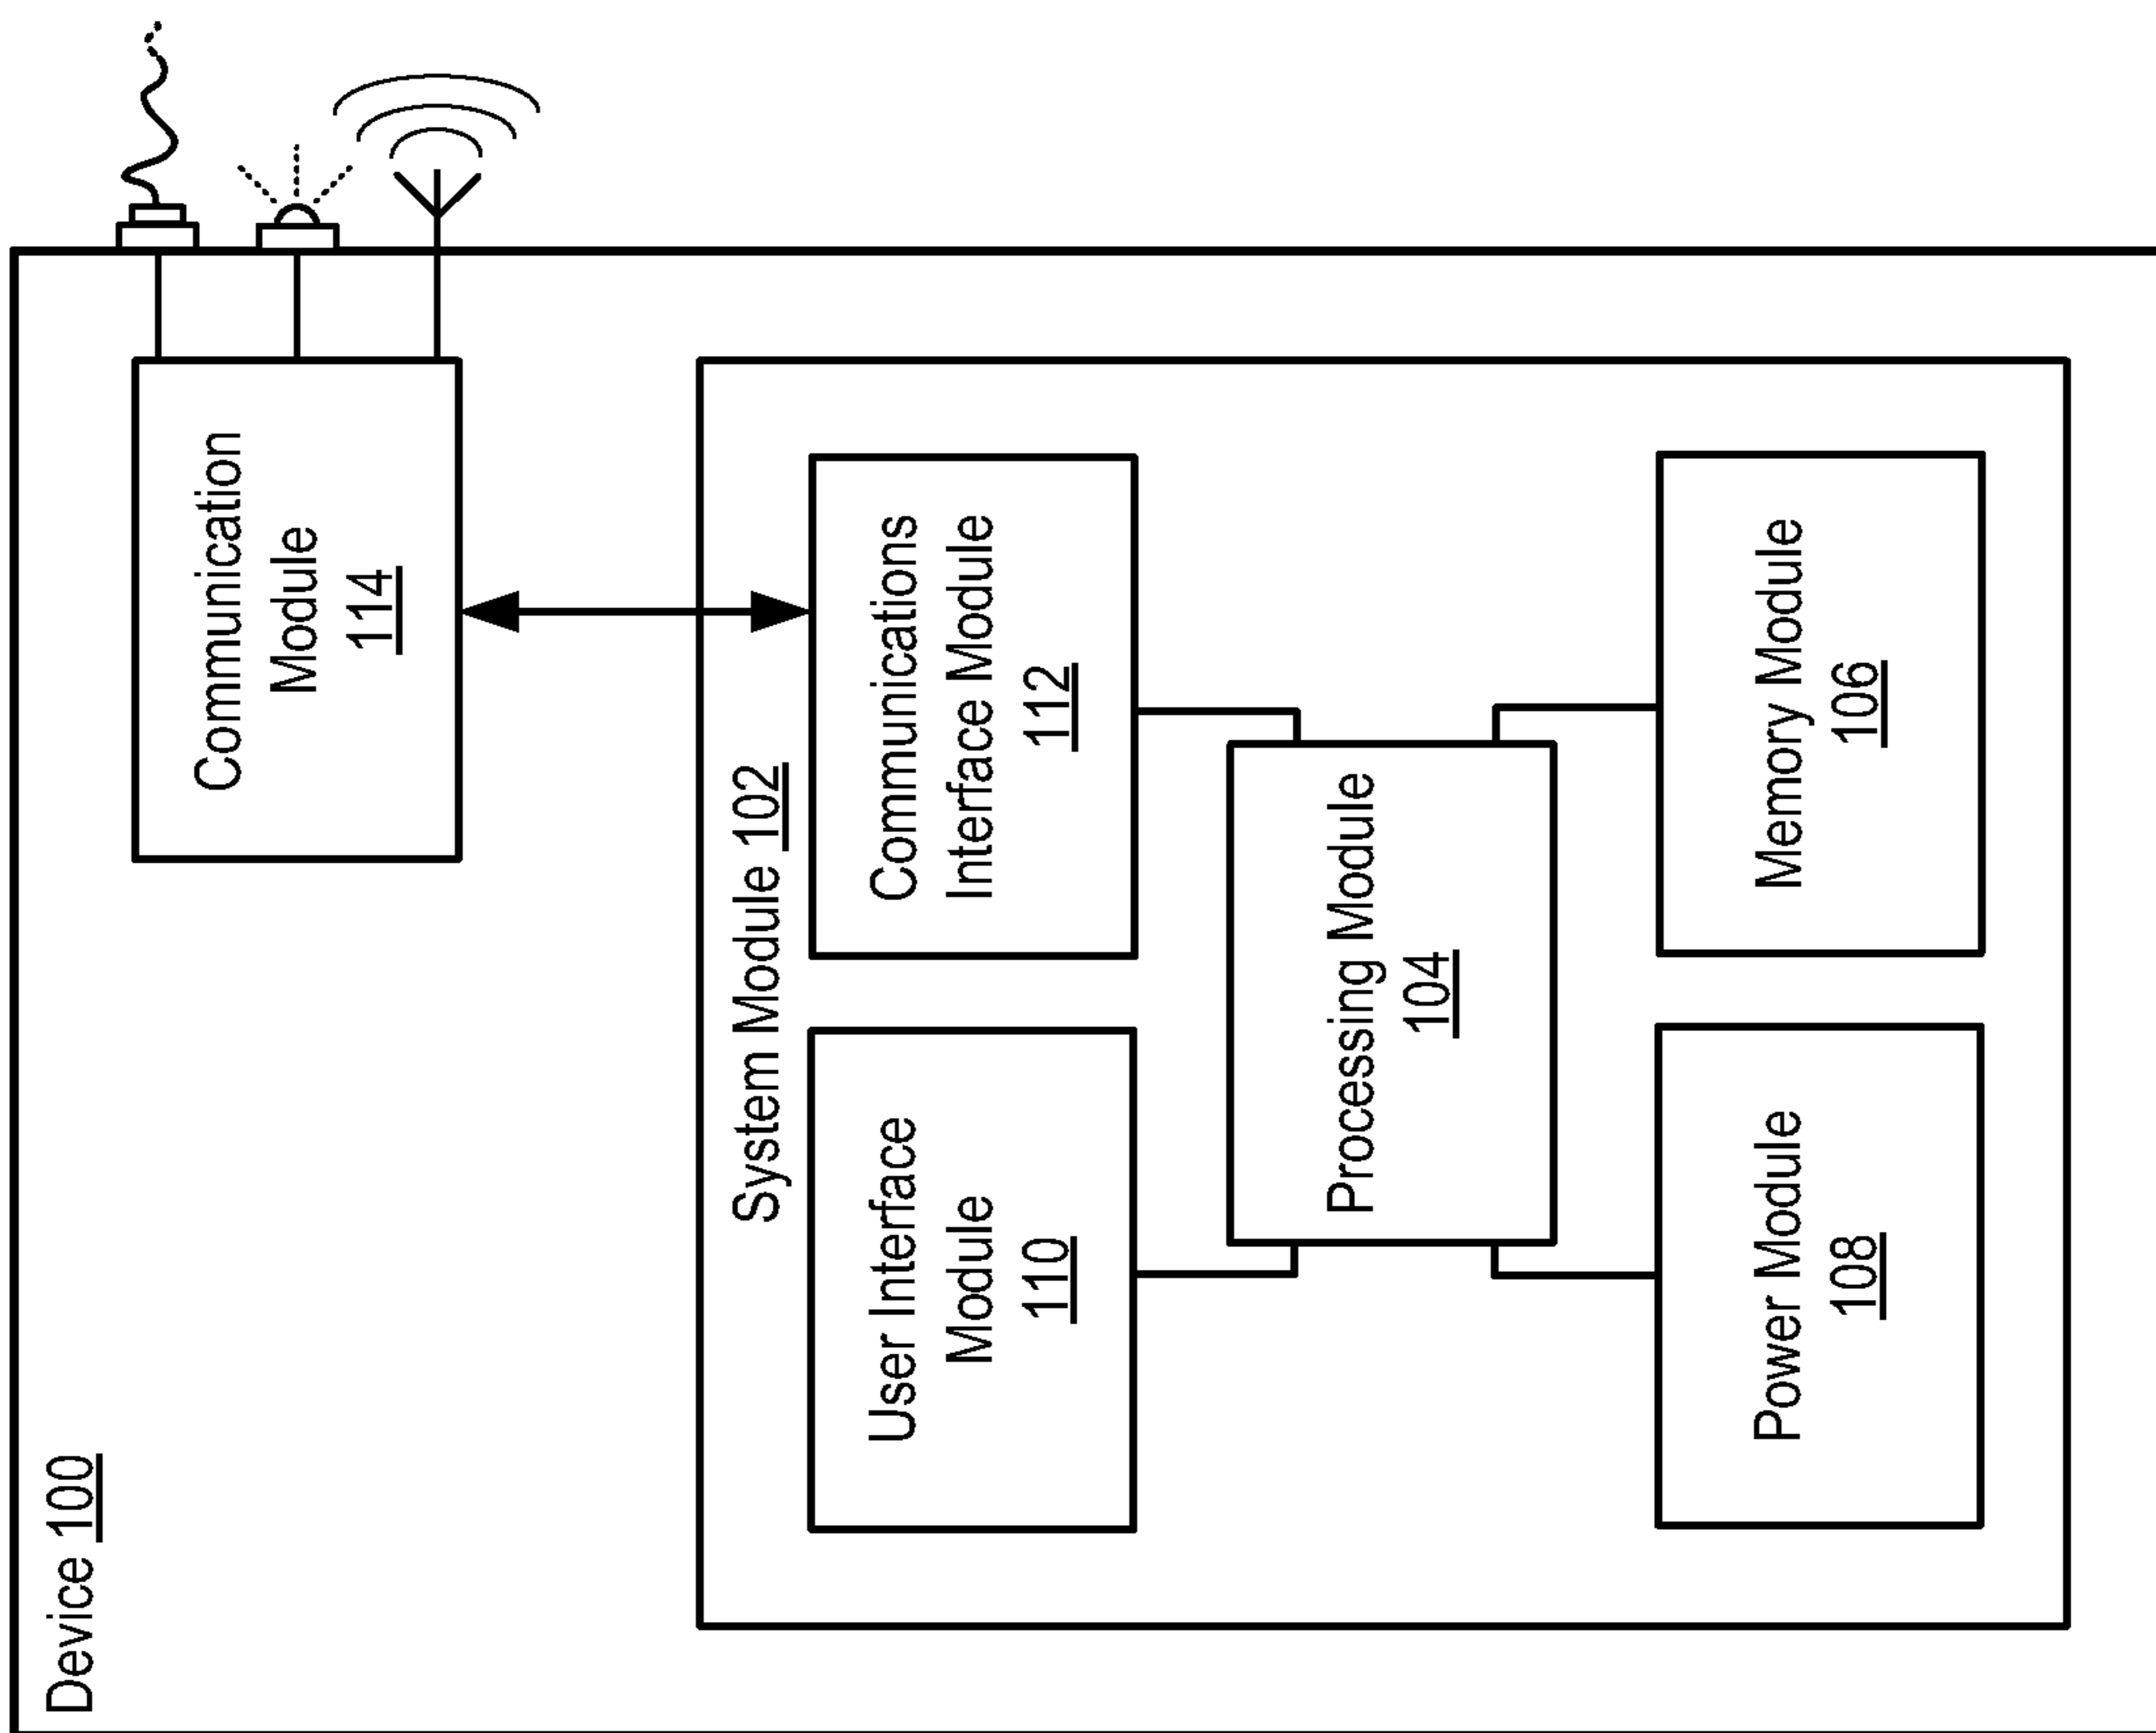 Device 100
Communication
Module
114
System Module 102
User Interface
Module
110
Communications
Interface Module
112
Processing Module
104
Power Module
108
Memory Module
106